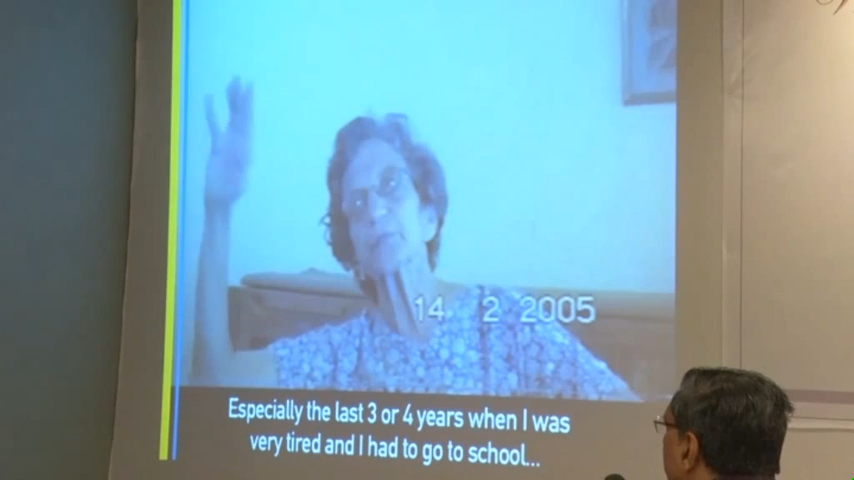 14 2 2005
Especially the last 3 or 4 years when I was
very tired and I had to go to school...